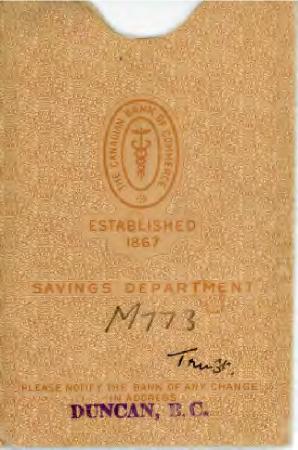 THE CANADIAN BANK OF COMMERCE
ESTABLISHED
1867
SAVINGS DEPARTMENT
M773
Trust.
PLEASE NOTIFY THE BANK OF ANY CHANGE
IN ADDRESS
DUNCAN, B. C.